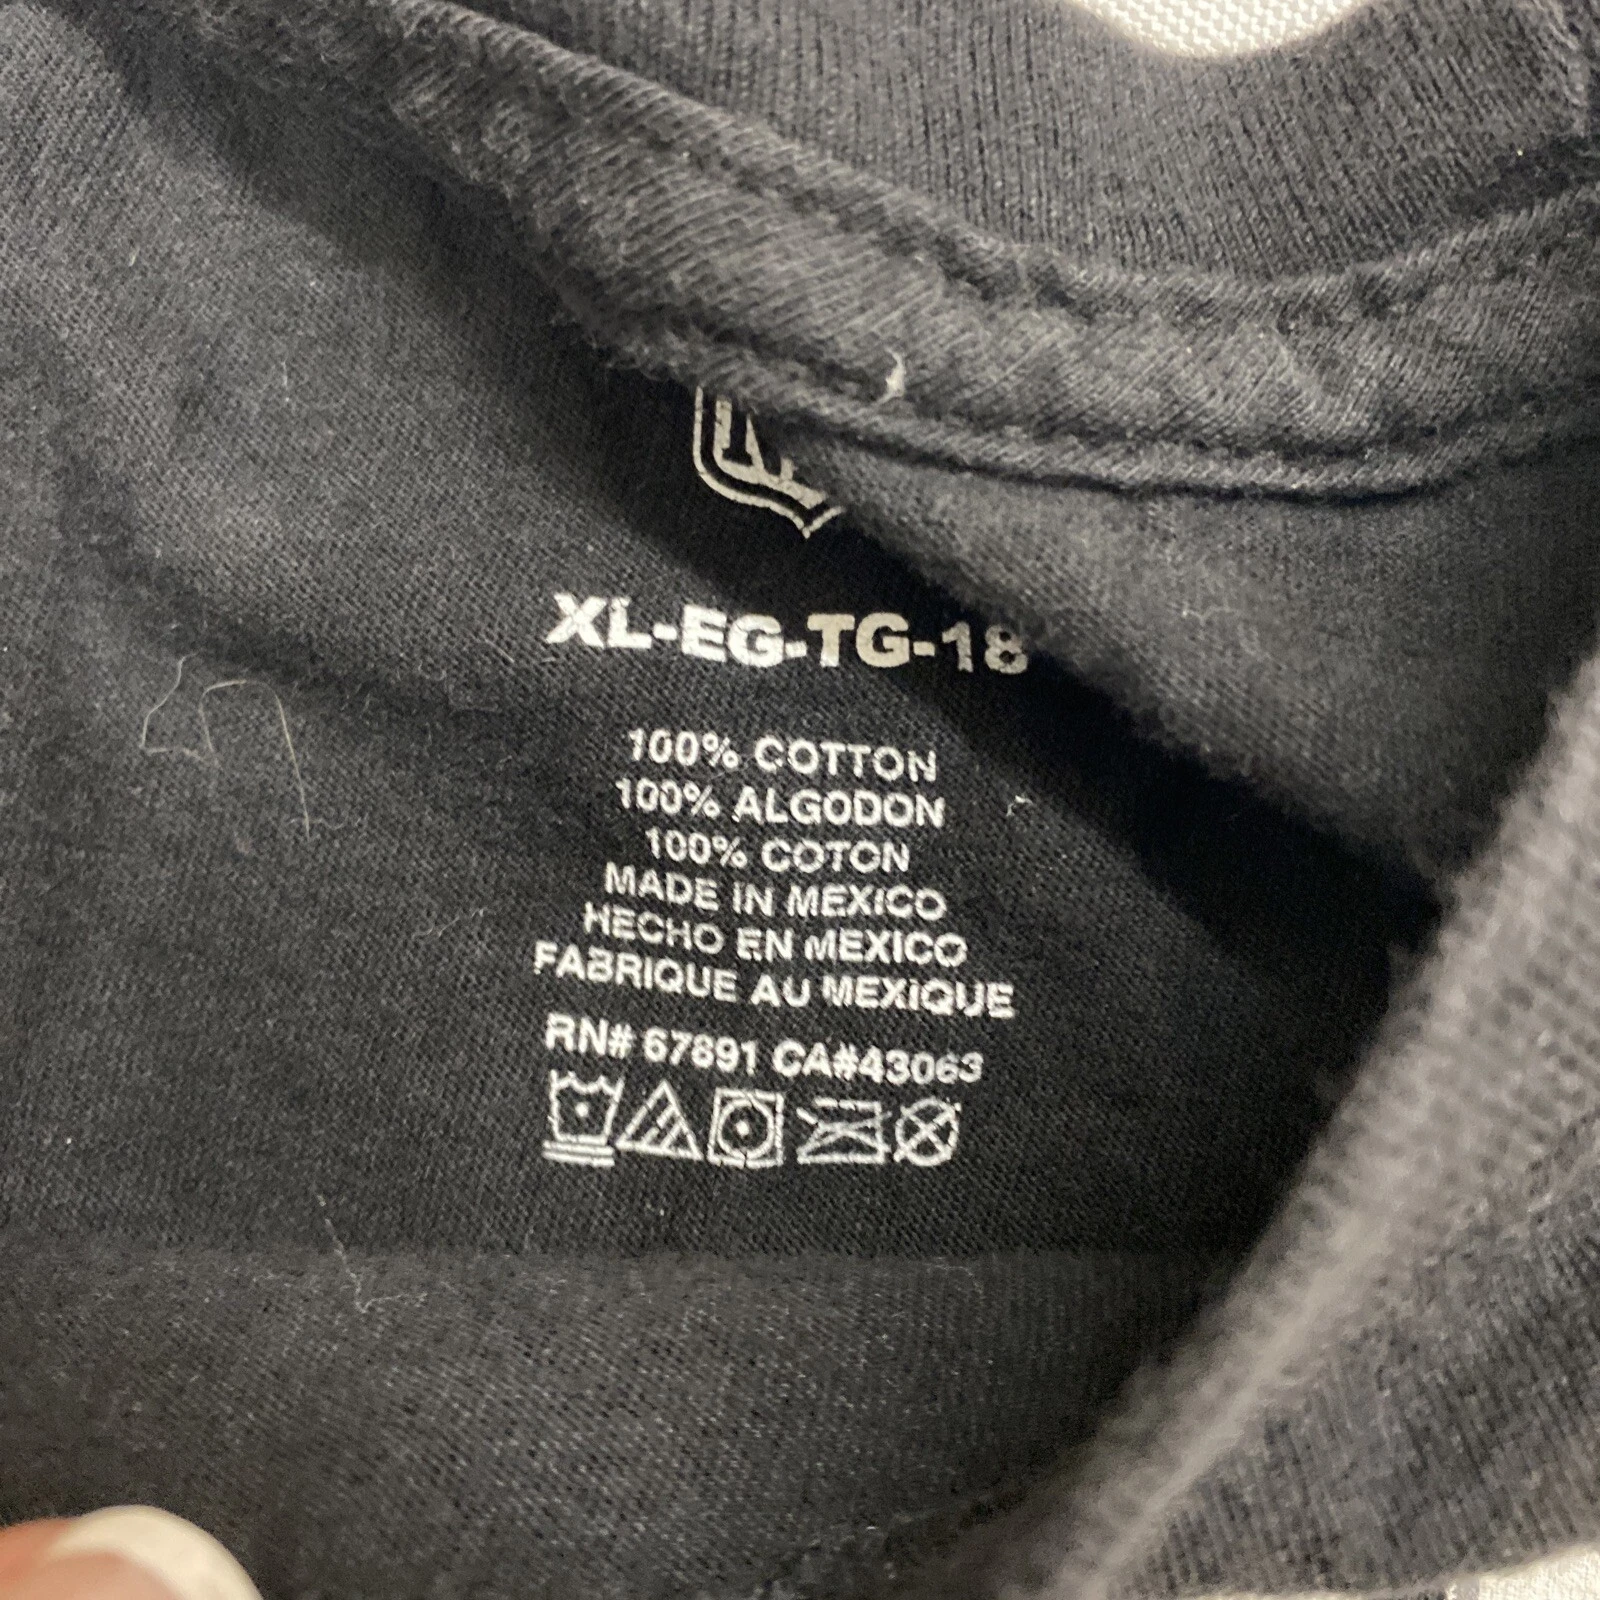 XL-EG-TG-18
100% COTTON
100% ALGODON
100% COTON
MADE IN MEXICO
HECHO EN MEXICO
FABRIQUE AU MEXIQUE
RN# 67891 CA#43063